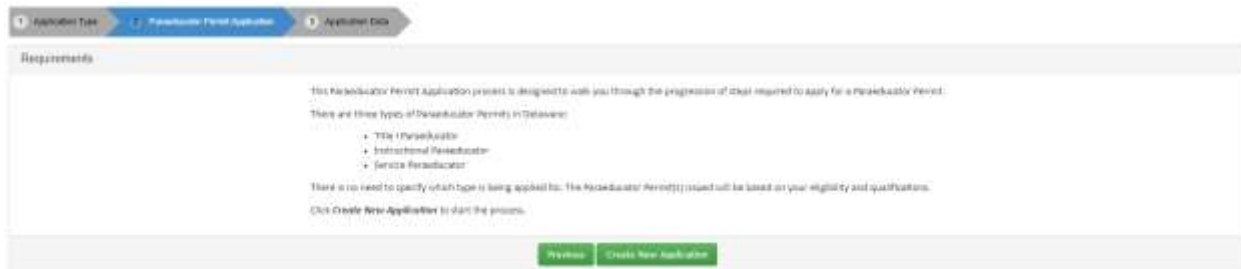 1 Application Type
2 Paraeducator Permit Application
3 Application Data
Requirements
This Paraeducator Permit Application process is designed to walk you through the progression of steps required to apply for a Paraeducator Permit.
There are three types of Paraeducator Permits in Delaware:
• Title I Paraeducator
• Instructional Paraeducator
• Service Paraeducator
There is no need to specify which type is being applied for. The Paraeducator Permit(s) issued will be based on your eligibility and qualifications.
Click Create New Application to start the process.
Previous
Create New Application